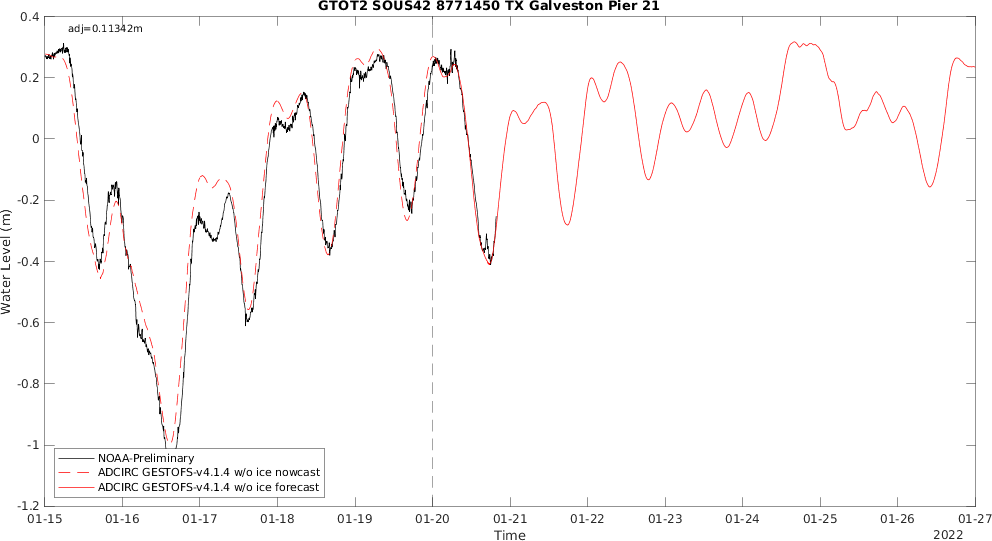 GTOT2 SOUS42 8771450 TX Galveston Pier 21
adj=0.11342m
0.4
0.2
0
-0.2
-0.4
-0.6
-0.8
-1
-1.2
Water Level (m)
NOAA-Preliminary
ADCIRC GESTOFS-v4.1.4 w/o ice nowcast
ADCIRC GESTOFS-v4.1.4 w/o ice forecast
01-15 01-16 01-17 01-18 01-19 01-20 01-21 01-22 01-23 01-24 01-25 01-26 01-27
Time
2022